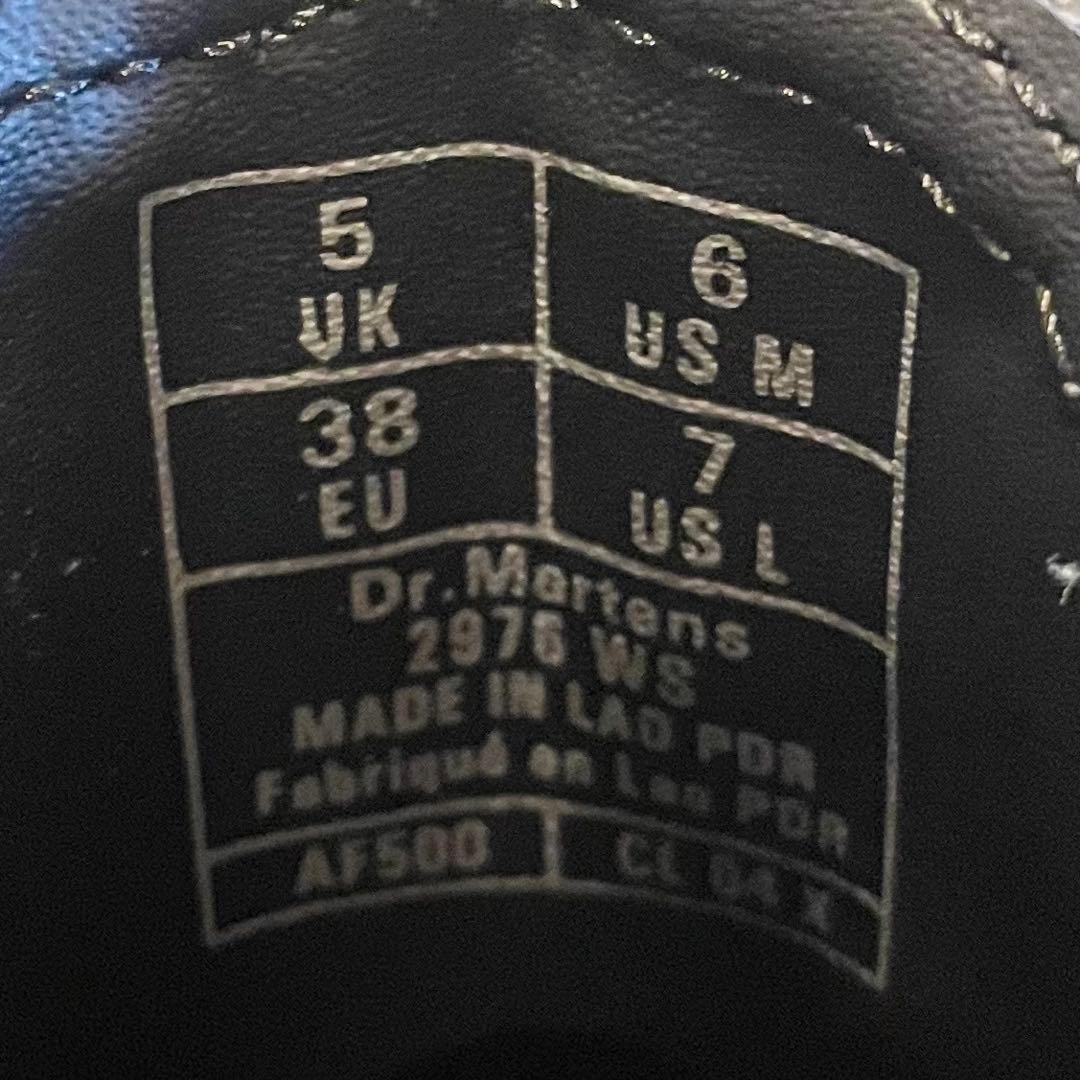 5
UK
6
US M
38
EU
7
US L
Dr.Martens
2976 WS
MADE IN LAO PDR
Fabriqué en Lao PDR
AF500
CL 04 X